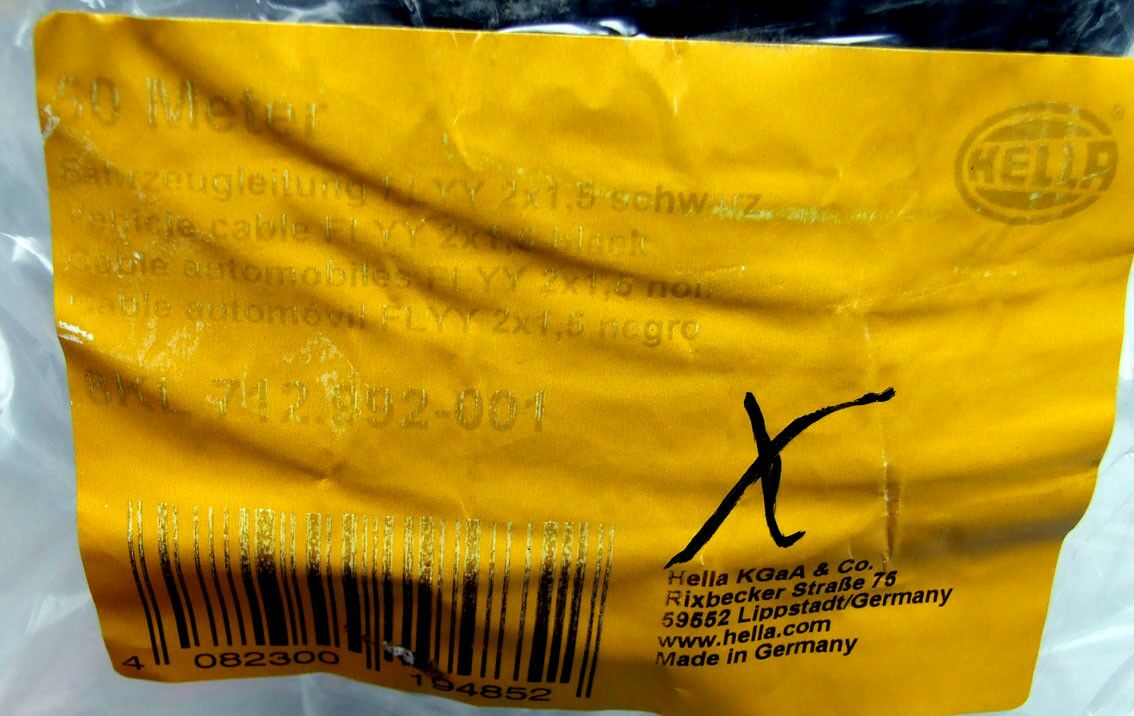 50 Meter
HELLA
®
Fahrzeugleitung FLYY 2x1,5 schwarz
Vehicle cable FLYY 2x1,5 black
Cable automobiles FLYY 2x1,5 noir
Cable automóvil FLYY 2x1,5 negro
8KL 712.992-001
X
Hella KGaA & Co.
Rixbecker Straße 75
59552 Lippstadt/Germany
www.hella.com
Made in Germany
4 082300 194852